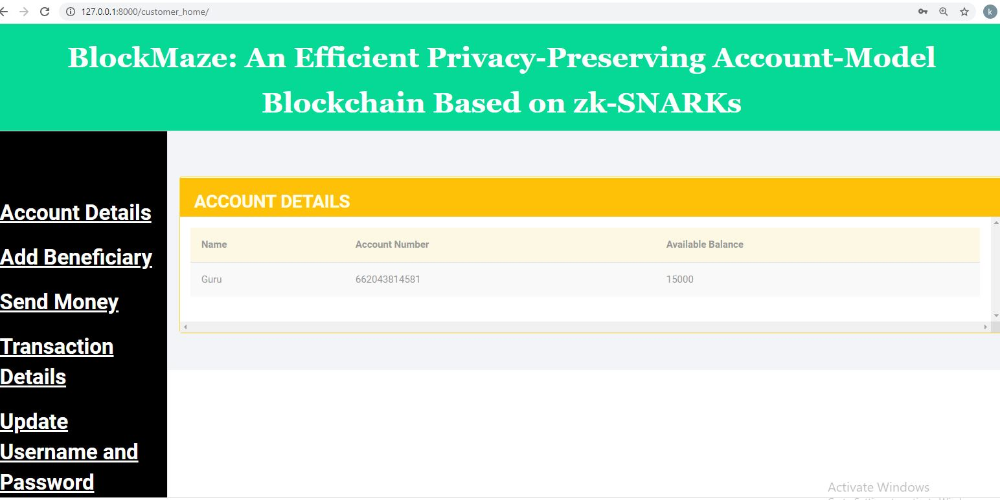 127.0.0.1:8000/customer_home/
k
BlockMaze: An Efficient Privacy-Preserving Account-Model
Blockchain Based on zk-SNARKs
Account Details
Add Beneficiary
Send Money
Transaction
Details
Update
Username and
Password
ACCOUNT DETAILS
Name Account Number Available Balance
Guru 662043814581 15000
Activate Windows